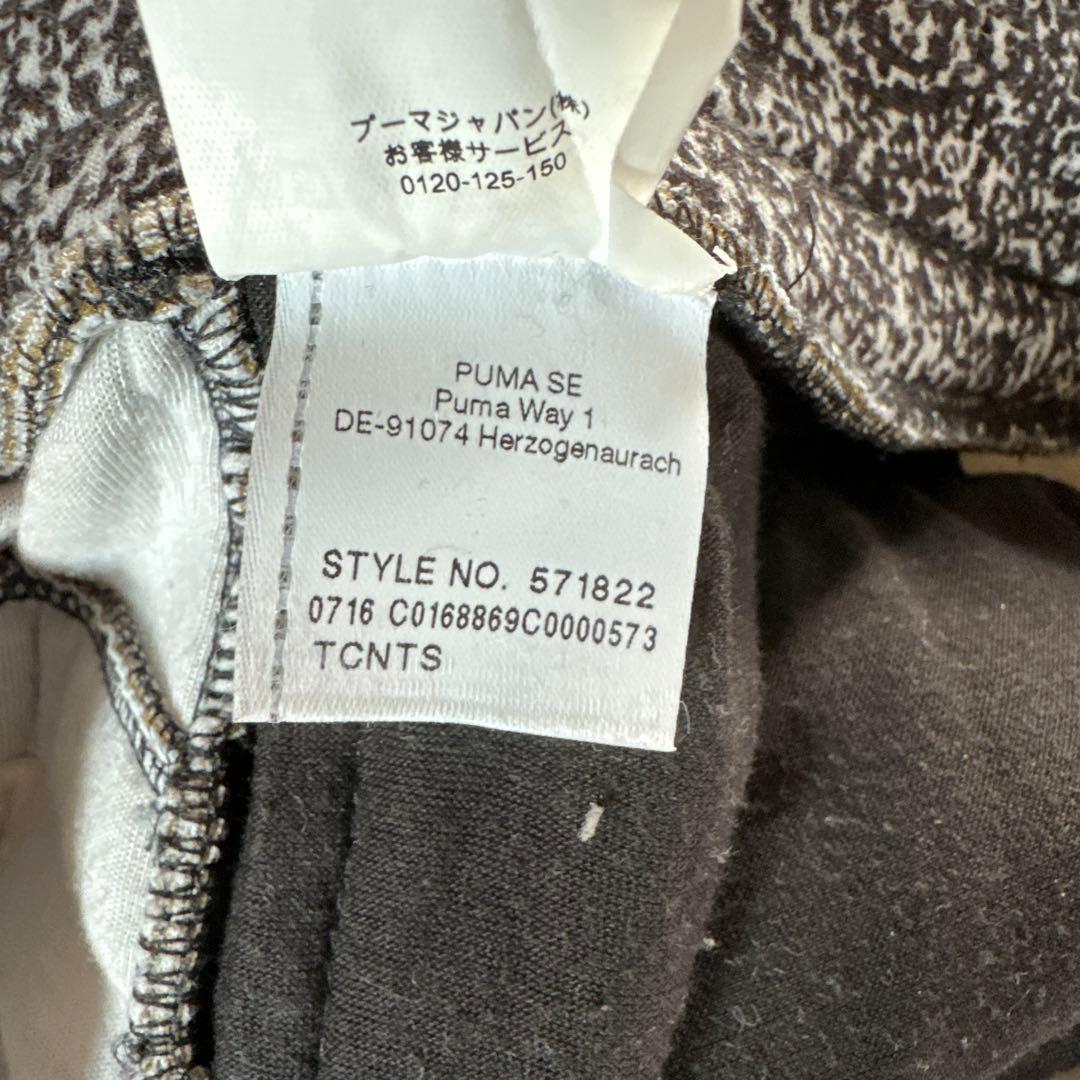 プーマジャパン(株)
お客様サービス
0120-125-150
PUMA SE
Puma Way 1
DE-91074 Herzogenaurach
STYLE NO. 571822
0716 C0168869C0000573
TCNTS